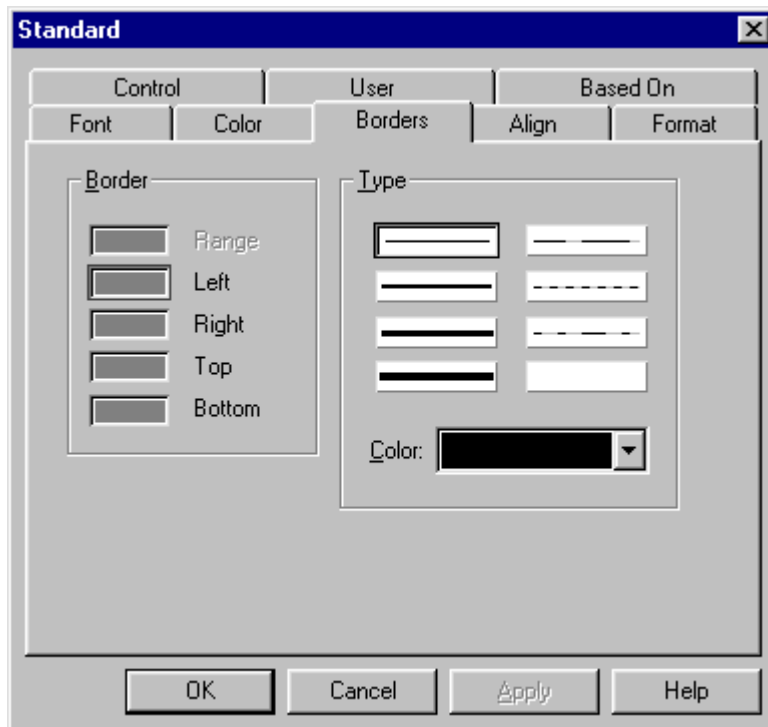 Standard
Control User Based On
Font Color Borders Align Format
Border Type
Range
Left
Right
Top
Bottom
Color:
OK Cancel Apply Help